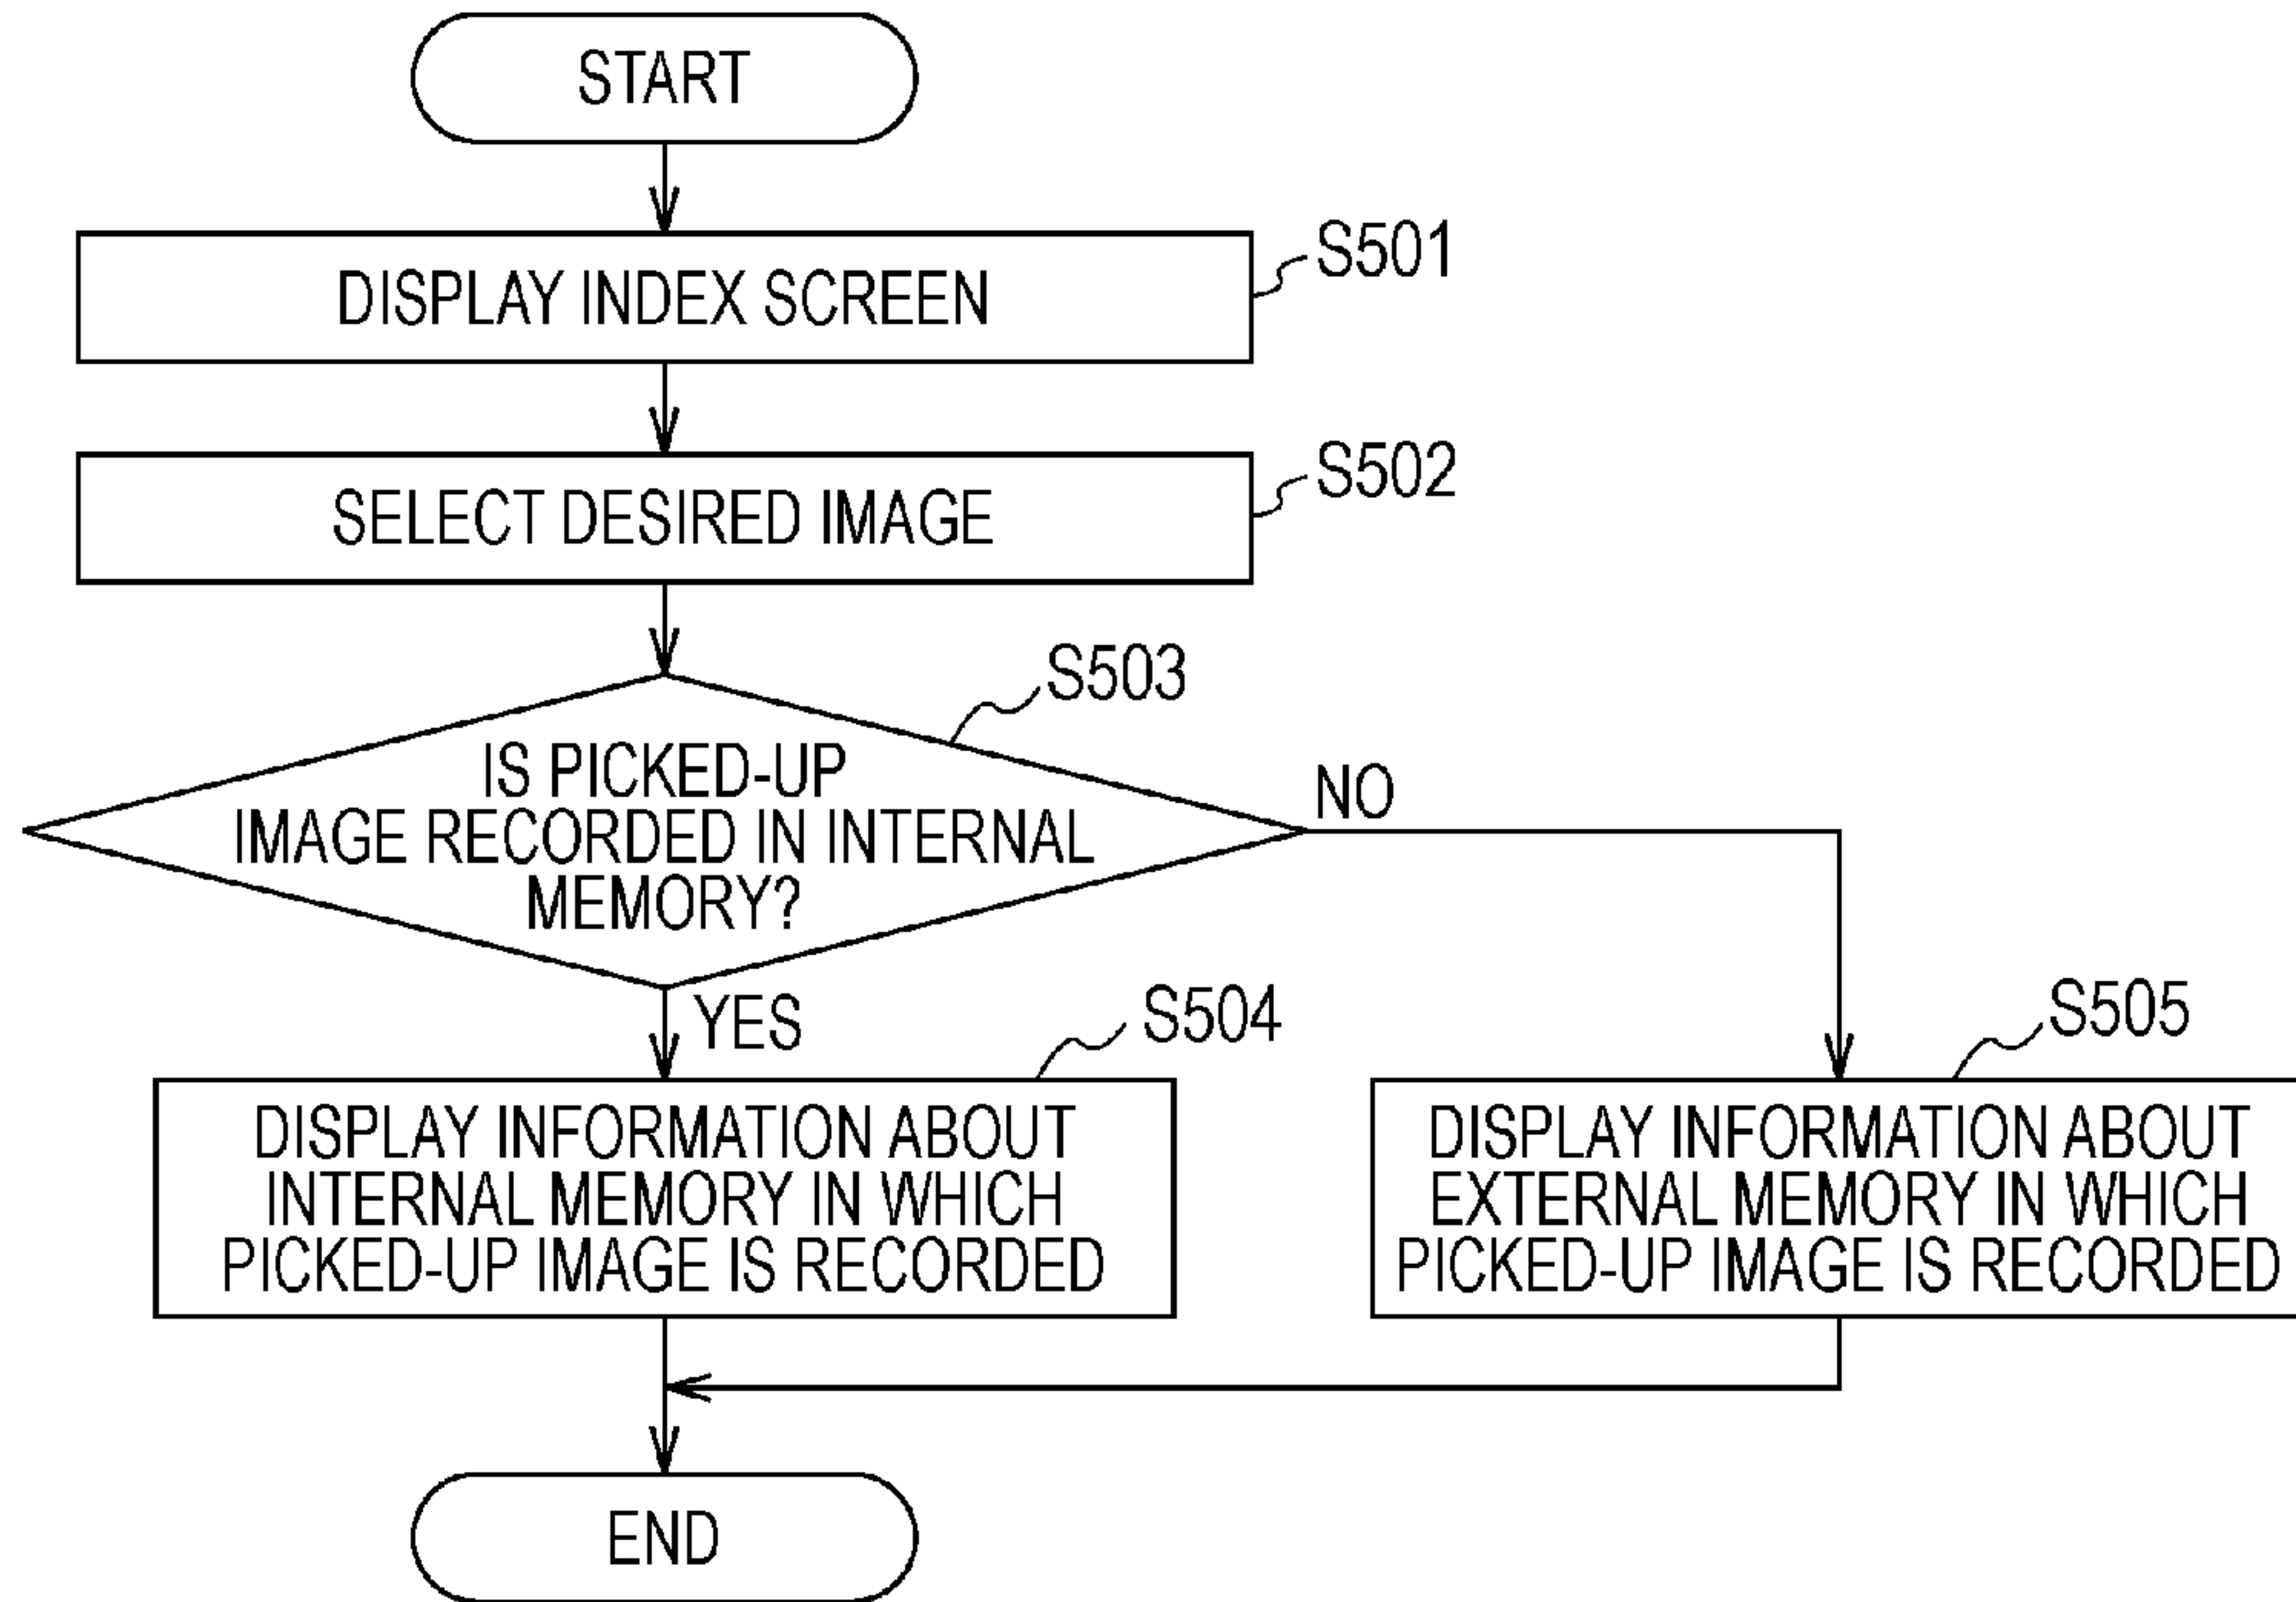 START
DISPLAY INDEX SCREEN
S501
SELECT DESIRED IMAGE
S502
S503
IS PICKED-UP
IMAGE RECORDED IN INTERNAL
MEMORY?
NO
YES
S504
DISPLAY INFORMATION ABOUT
INTERNAL MEMORY IN WHICH
PICKED-UP IMAGE IS RECORDED
S505
DISPLAY INFORMATION ABOUT
EXTERNAL MEMORY IN WHICH
PICKED-UP IMAGE IS RECORDED
END